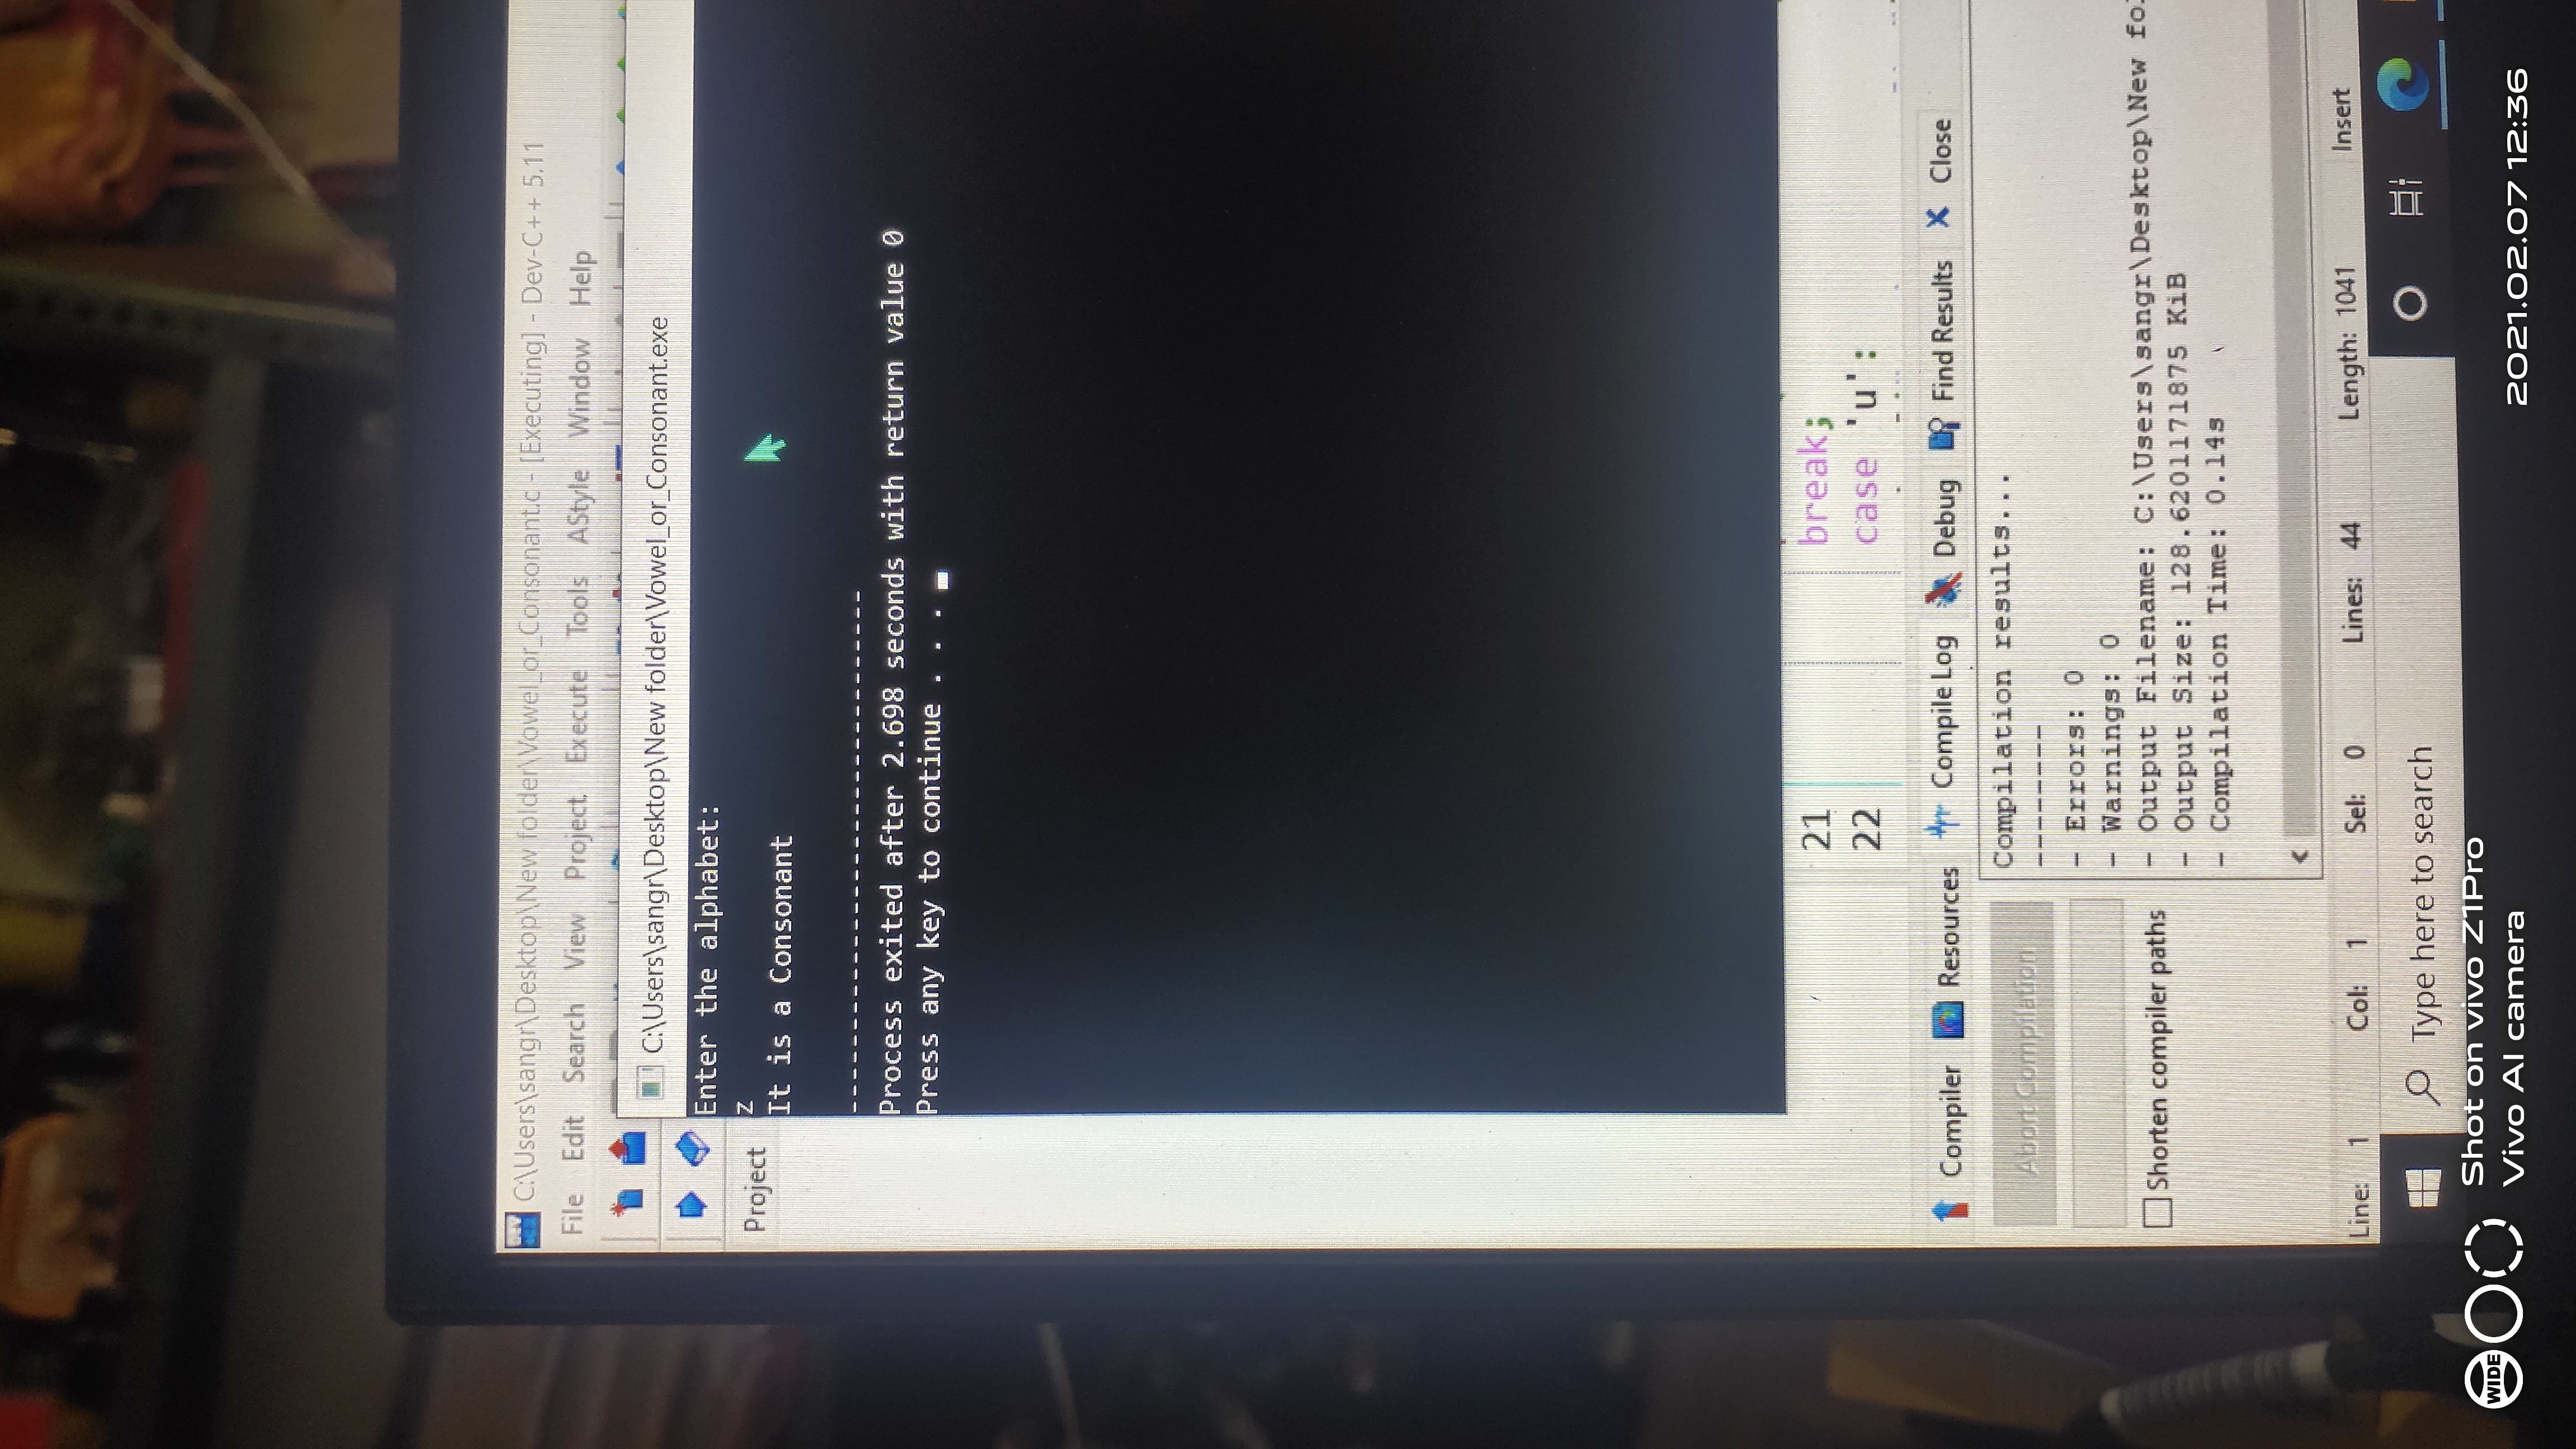 C:\Users\sangr\Desktop\New folder\Vowel_or_Consonant.c - [Executing] - Dev-C++ 5.11
File Edit Search View Project Execute Tools AStyle Window Help
C:\Users\sangr\Desktop\New folder\Vowel_or_Consonant.exe
Project
Enter the alphabet:
z
It is a Consonant
--------------------------------
Process exited after 2.698 seconds with return value 0
Press any key to continue . . .
21 break;
22 case 'u':
Compiler Resources Compile Log Debug Find Results Close
Abort Compilation
Shorten compiler paths
Compilation results...
--------
- Errors: 0
- Warnings: 0
- Output Filename: C:\Users\sangr\Desktop\New fol
- Output Size: 128.6201171875 KiB
- Compilation Time: 0.14s
Line: 1 Col: 1 Sel: 0 Lines: 44 Length: 1041 Insert
Type here to search
WIDE
Shot on vivo Z1Pro
Vivo AI camera
2021.02.07 12:36